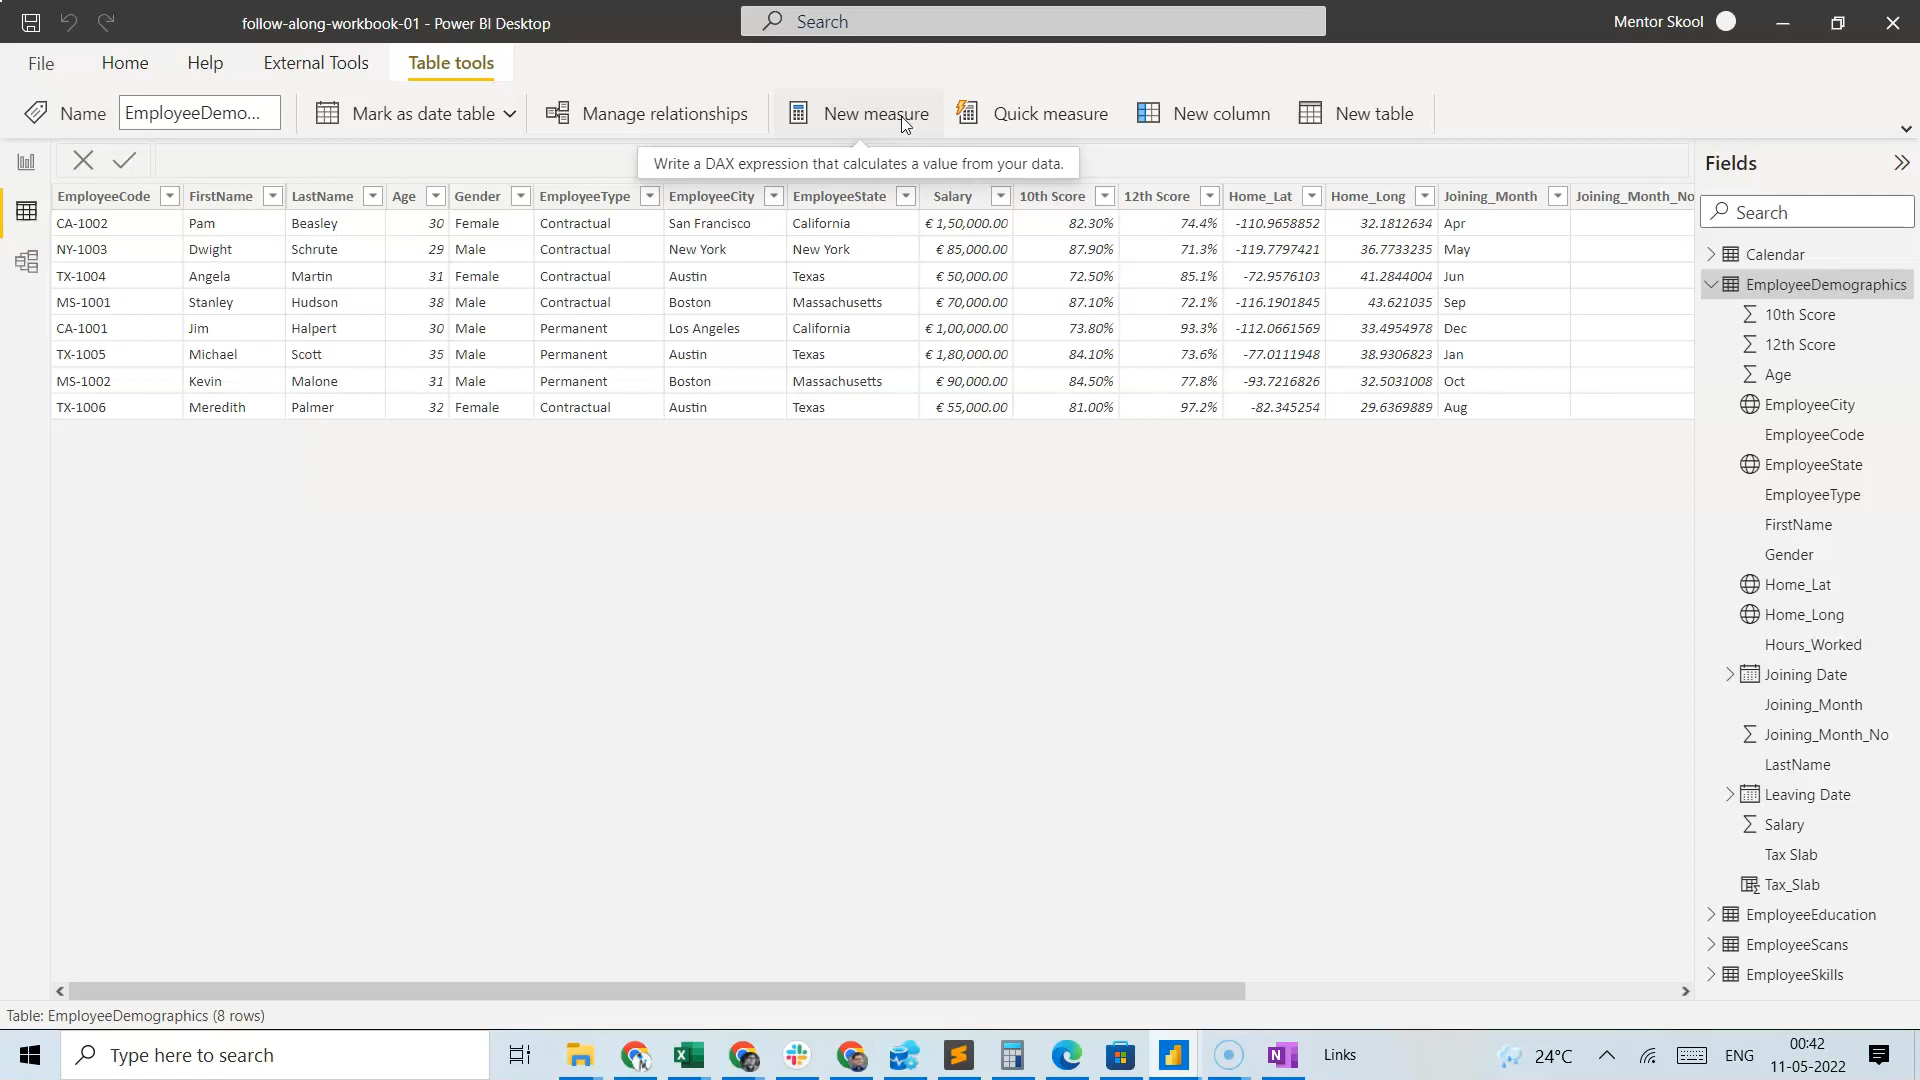 follow-along-workbook-01 - Power BI Desktop
Search
Mentor Skool
File Home Help External Tools Table tools
Name EmployeeDemo... Mark as date table Manage relationships New measure Quick measure New column New table
Write a DAX expression that calculates a value from your data.
EmployeeCode FirstName LastName Age Gender EmployeeType EmployeeCity EmployeeState Salary 10th Score 12th Score Home_Lat Home_Long Joining_Month Joining_Month_No
CA-1002 Pam Beasley 30 Female Contractual San Francisco California € 1,50,000.00 82.30% 74.4% -110.9658852 32.1812634 Apr
NY-1003 Dwight Schrute 29 Male Contractual New York New York € 85,000.00 87.90% 71.3% -119.7797421 36.7733235 May
TX-1004 Angela Martin 31 Female Contractual Austin Texas € 50,000.00 72.50% 85.1% -72.9576103 41.2844004 Jun
MS-1001 Stanley Hudson 38 Male Contractual Boston Massachusetts € 70,000.00 87.10% 72.1% -116.1901845 43.621035 Sep
CA-1001 Jim Halpert 30 Male Permanent Los Angeles California € 1,00,000.00 73.80% 93.3% -112.0661569 33.4954978 Dec
TX-1005 Michael Scott 35 Male Permanent Austin Texas € 1,80,000.00 84.10% 73.6% -77.0111948 38.9306823 Jan
MS-1002 Kevin Malone 31 Male Permanent Boston Massachusetts € 90,000.00 84.50% 77.8% -93.7216826 32.5031008 Oct
TX-1006 Meredith Palmer 32 Female Contractual Austin Texas € 55,000.00 81.00% 97.2% -82.345254 29.6369889 Aug
Fields
Search
Calendar
EmployeeDemographics
10th Score
12th Score
Age
EmployeeCity
EmployeeCode
EmployeeState
EmployeeType
FirstName
Gender
Home_Lat
Home_Long
Hours_Worked
Joining Date
Joining_Month
Joining_Month_No
LastName
Leaving Date
Salary
Tax Slab
Tax_Slab
EmployeeEducation
EmployeeScans
EmployeeSkills
Table: EmployeeDemographics (8 rows)
Type here to search
Links
24°C
ENG
00:42
11-05-2022